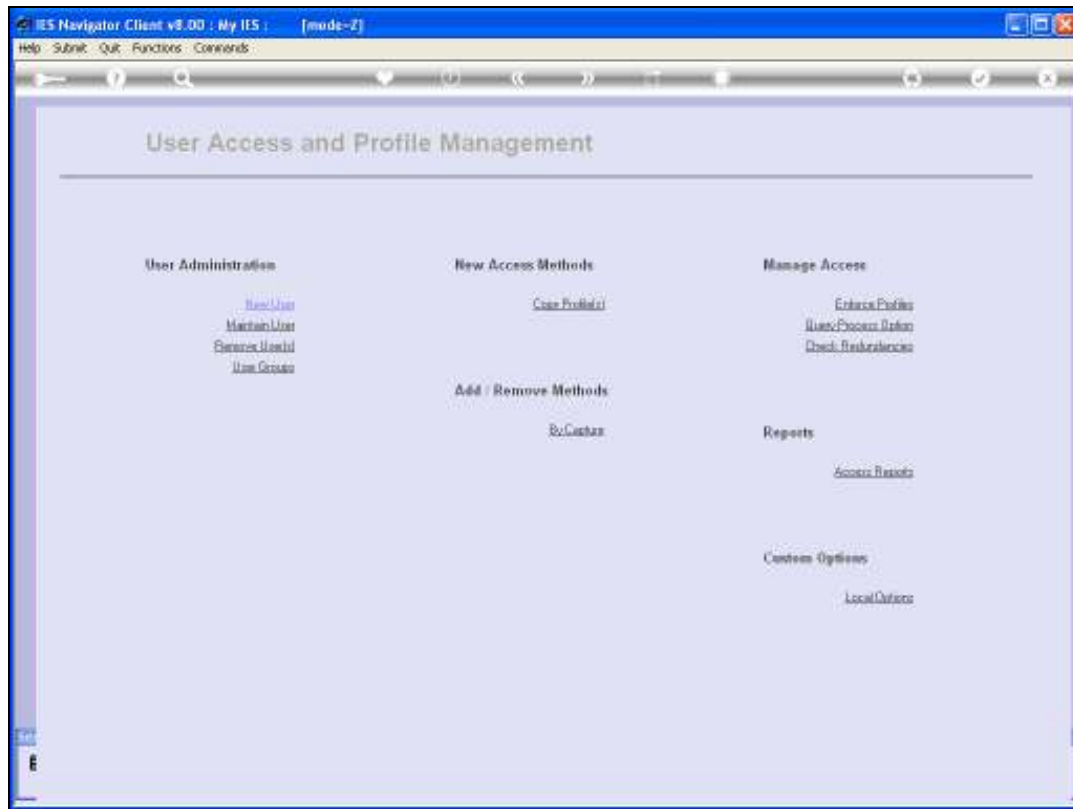 IES Navigator Client v8.00 : My IES : [mode=Z]
Help Submit Quit Functions Commands
User Access and Profile Management
User Administration
New User
Maintain User
Remove User(s)
User Groups
New Access Methods
Copy Profile(s)
Add / Remove Methods
By Capture
Manage Access
Enforce Profiles
Query Process Option
Check Redundancies
Reports
Access Reports
Custom Options
Local Options